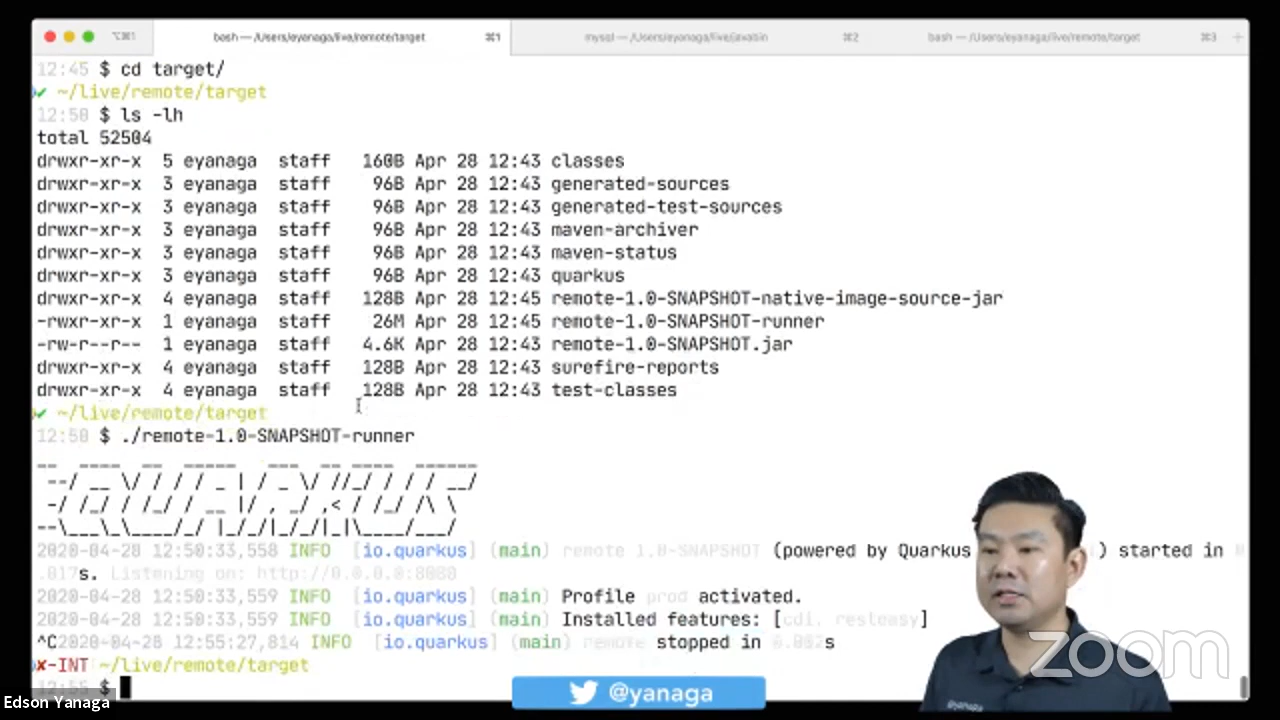 ⌥⌘1 bash — /Users/eyanaga/live/remote/target ⌘1 mysql — /Users/eyanaga/live/javabin ⌘2 bash — /Users/eyanaga/live/remote/target ⌘3 +
12:45 $ cd target/
✔ ~/live/remote/target
12:50 $ ls -lh
total 52504
drwxr-xr-x 5 eyanaga staff 160B Apr 28 12:43 classes
drwxr-xr-x 3 eyanaga staff 96B Apr 28 12:43 generated-sources
drwxr-xr-x 3 eyanaga staff 96B Apr 28 12:43 generated-test-sources
drwxr-xr-x 3 eyanaga staff 96B Apr 28 12:43 maven-archiver
drwxr-xr-x 3 eyanaga staff 96B Apr 28 12:43 maven-status
drwxr-xr-x 3 eyanaga staff 96B Apr 28 12:43 quarkus
drwxr-xr-x 4 eyanaga staff 128B Apr 28 12:45 remote-1.0-SNAPSHOT-native-image-source-jar
-rwxr-xr-x 1 eyanaga staff 26M Apr 28 12:45 remote-1.0-SNAPSHOT-runner
-rw-r--r-- 1 eyanaga staff 4.6K Apr 28 12:43 remote-1.0-SNAPSHOT.jar
drwxr-xr-x 4 eyanaga staff 128B Apr 28 12:43 surefire-reports
drwxr-xr-x 4 eyanaga staff 128B Apr 28 12:43 test-classes
✔ ~/live/remote/target
12:50 $ ./remote-1.0-SNAPSHOT-runner
QUARKUS
2020-04-28 12:50:33,558 INFO [io.quarkus] (main) remote 1.0-SNAPSHOT (powered by Quarkus ) started in 0
.017s. Listening on: http://0.0.0.0:8080
2020-04-28 12:50:33,559 INFO [io.quarkus] (main) Profile prod activated.
2020-04-28 12:50:33,559 INFO [io.quarkus] (main) Installed features: [cdi, resteasy]
^C2020-04-28 12:55:27,814 INFO [io.quarkus] (main) remote stopped in 0.002s
✘-INT ~/live/remote/target
12:55 $
@yanaga
zoom
Edson Yanaga